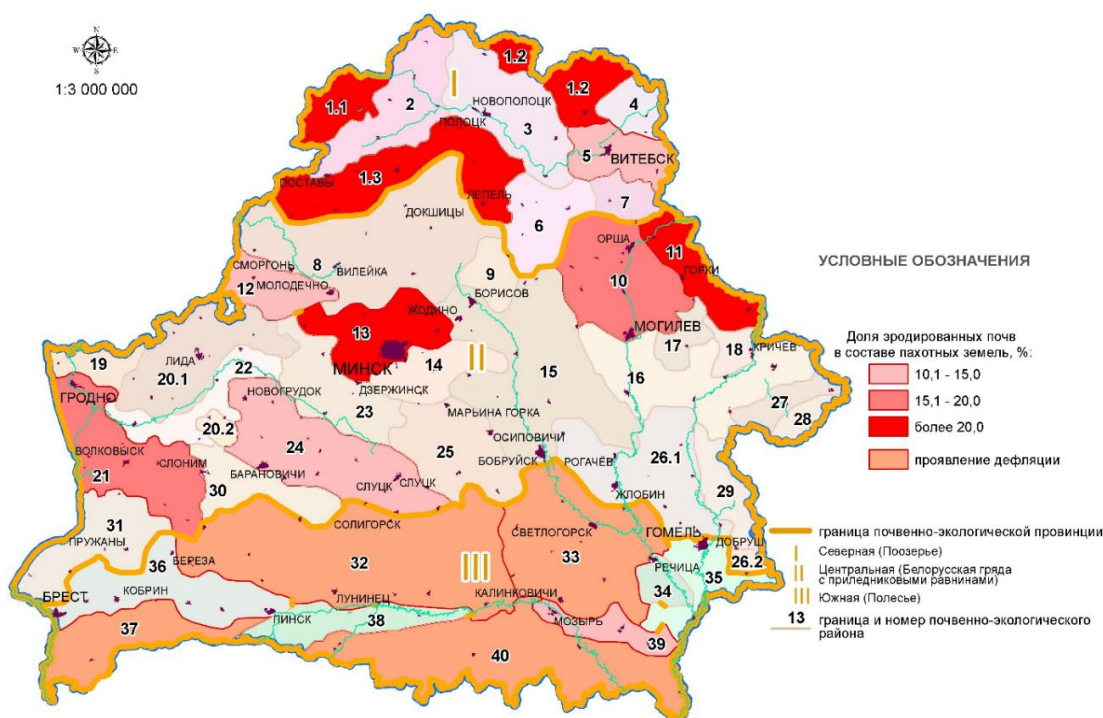 N
W E
S
1:3 000 000
1.2
1.2
1.1
2
I
4
НОВОПОЛОЦК
ПОЛОЦК
3
5
ВИТЕБСК
1.3
ПОСТАВЫ
ЛЕПЕЛЬ
7
6
ДОКШИЦЫ
ОРША
11
8
СМОРГОНЬ
ВИЛЕЙКА
9
10
ГОРКИ
12
МОЛОДЕЧНО
БОРИСОВ
ЖОДИНО
13
МОГИЛЕВ
МИНСК
14
II
15
17
18
КРИЧЕВ
19
ЛИДА
20.1
22
ДЗЕРЖИНСК
16
ГРОДНО
НОВОГРУДОК
23
МАРЬИНА ГОРКА
27
28
20.2
24
25
ОСИПОВИЧИ
ВОЛКОВЫСК
СЛОНИМ
БАРАНОВИЧИ
БОБРУЙСК
РОГАЧЁВ
26.1
21
СЛУЦК
СЛУЦК
30
ЖЛОБИН
29
31
СОЛИГОРСК
СВЕТЛОГОРСК
ГОМЕЛЬ
ПРУЖАНЫ
ДОБРУШ
36
БЕРЕЗА
32
III
33
26.2
РЕЧИЦА
35
КОБРИН
34
БРЕСТ
ЛУНИНЕЦ
КАЛИНКОВИЧИ
ПИНСК
38
МОЗЫРЬ
37
39
40
УСЛОВНЫЕ ОБОЗНАЧЕНИЯ
Доля эродированных почв
в составе пахотных земель, %:
10,1 - 15,0
15,1 - 20,0
более 20,0
проявление дефляции
граница почвенно-экологической провинции
I Северная (Поозерье)
II Центральная (Белорусская гряда
с приледниковыми равнинами)
III Южная (Полесье)
13 граница и номер почвенно-экологического
района